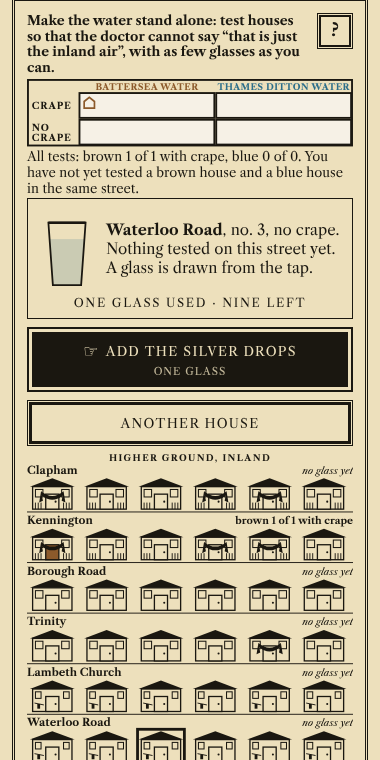 Make the water stand alone: test houses
so that the doctor cannot say “that is just
the inland air”, with as few glasses as you
can.
?
BATTERSEA WATER THAMES DITTON WATER
CRAPE
NO
CRAPE
All tests: brown 1 of 1 with crape, blue 0 of 0. You
have not yet tested a brown house and a blue house
in the same street.
Waterloo Road, no. 3, no crape.
Nothing tested on this street yet.
A glass is drawn from the tap.
ONE GLASS USED · NINE LEFT
☞ ADD THE SILVER DROPS
ONE GLASS
ANOTHER HOUSE
HIGHER GROUND, INLAND
Clapham no glass yet
Kennington brown 1 of 1 with crape
Borough Road no glass yet
Trinity no glass yet
Lambeth Church no glass yet
Waterloo Road no glass yet